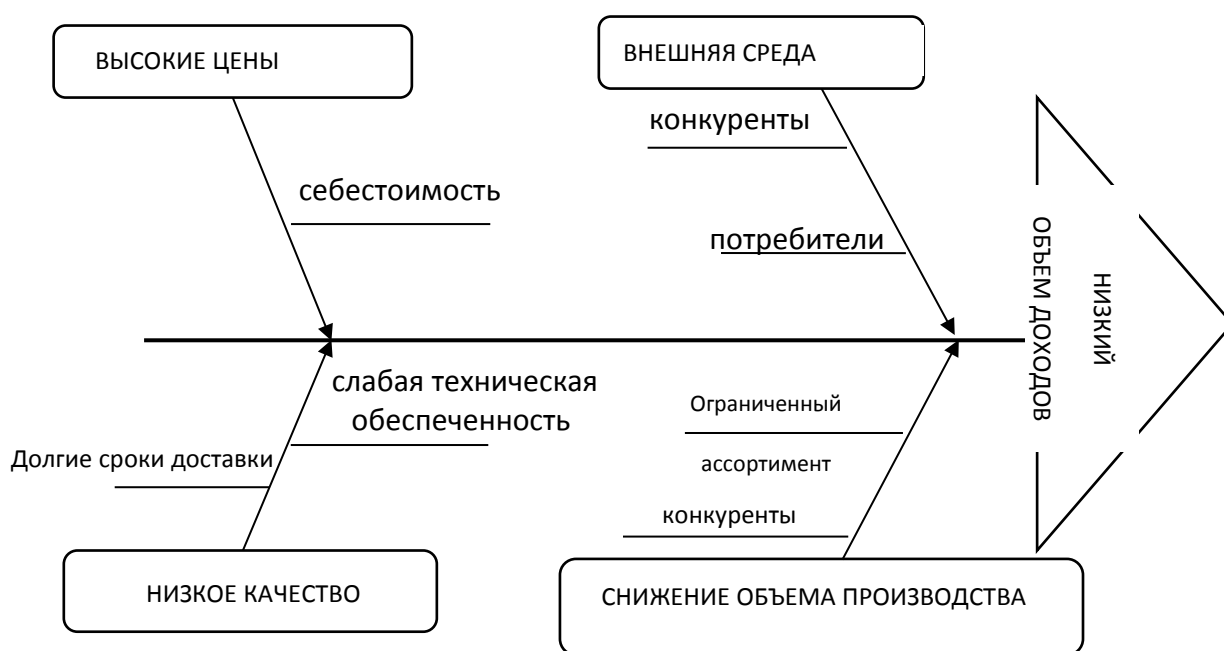 ВЫСОКИЕ ЦЕНЫ
ВНЕШНЯЯ СРЕДА
конкуренты
себестоимость
потребители
НИЗКИЙ
ОБЪЕМ ДОХОДОВ
слабая техническая
обеспеченность
Ограниченный
ассортимент
Долгие сроки доставки
конкуренты
НИЗКОЕ КАЧЕСТВО
СНИЖЕНИЕ ОБЪЕМА ПРОИЗВОДСТВА